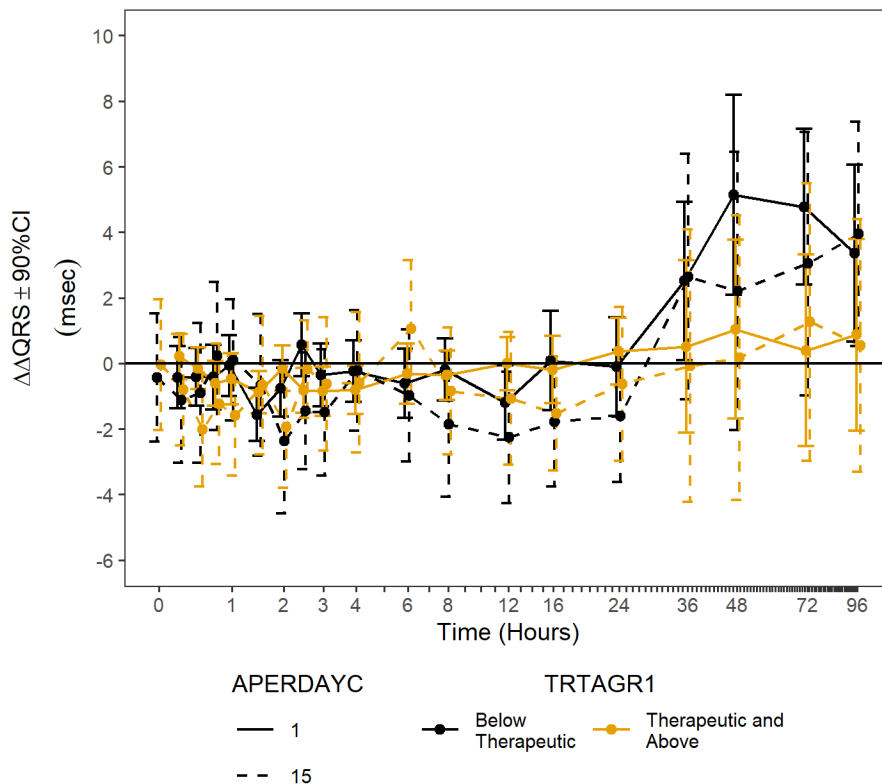 10
8
6
4
2
0
-2
-4
-6
ΔΔQRS ± 90%CI
(msec)
0 1 2 3 4 6 8 12 16 24 36 48 72 96
Time (Hours)
APERDAYC
1
15
TRTAGR1
Below
Therapeutic
Therapeutic and
Above